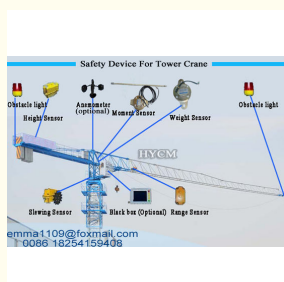 Safety Device For Tower Crane
Obstacle light
Height Sensor
Anemometer
(optional)
Moment Sensor
Weight Sensor
Obstacle light
HYCM
Slewing Sensor
Black box (Optional)
Range Sensor
emma1109@foxmail.com
0086 18254159408